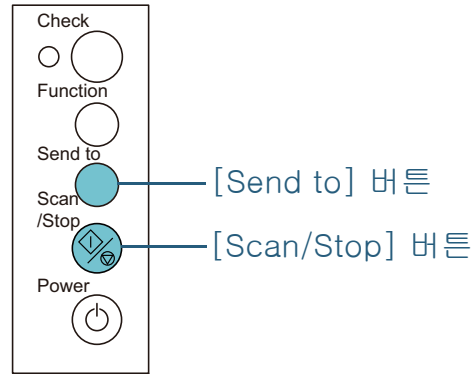 Check
Function
Send to
[Send to] 버튼
Scan
/Stop
[Scan/Stop] 버튼
Power